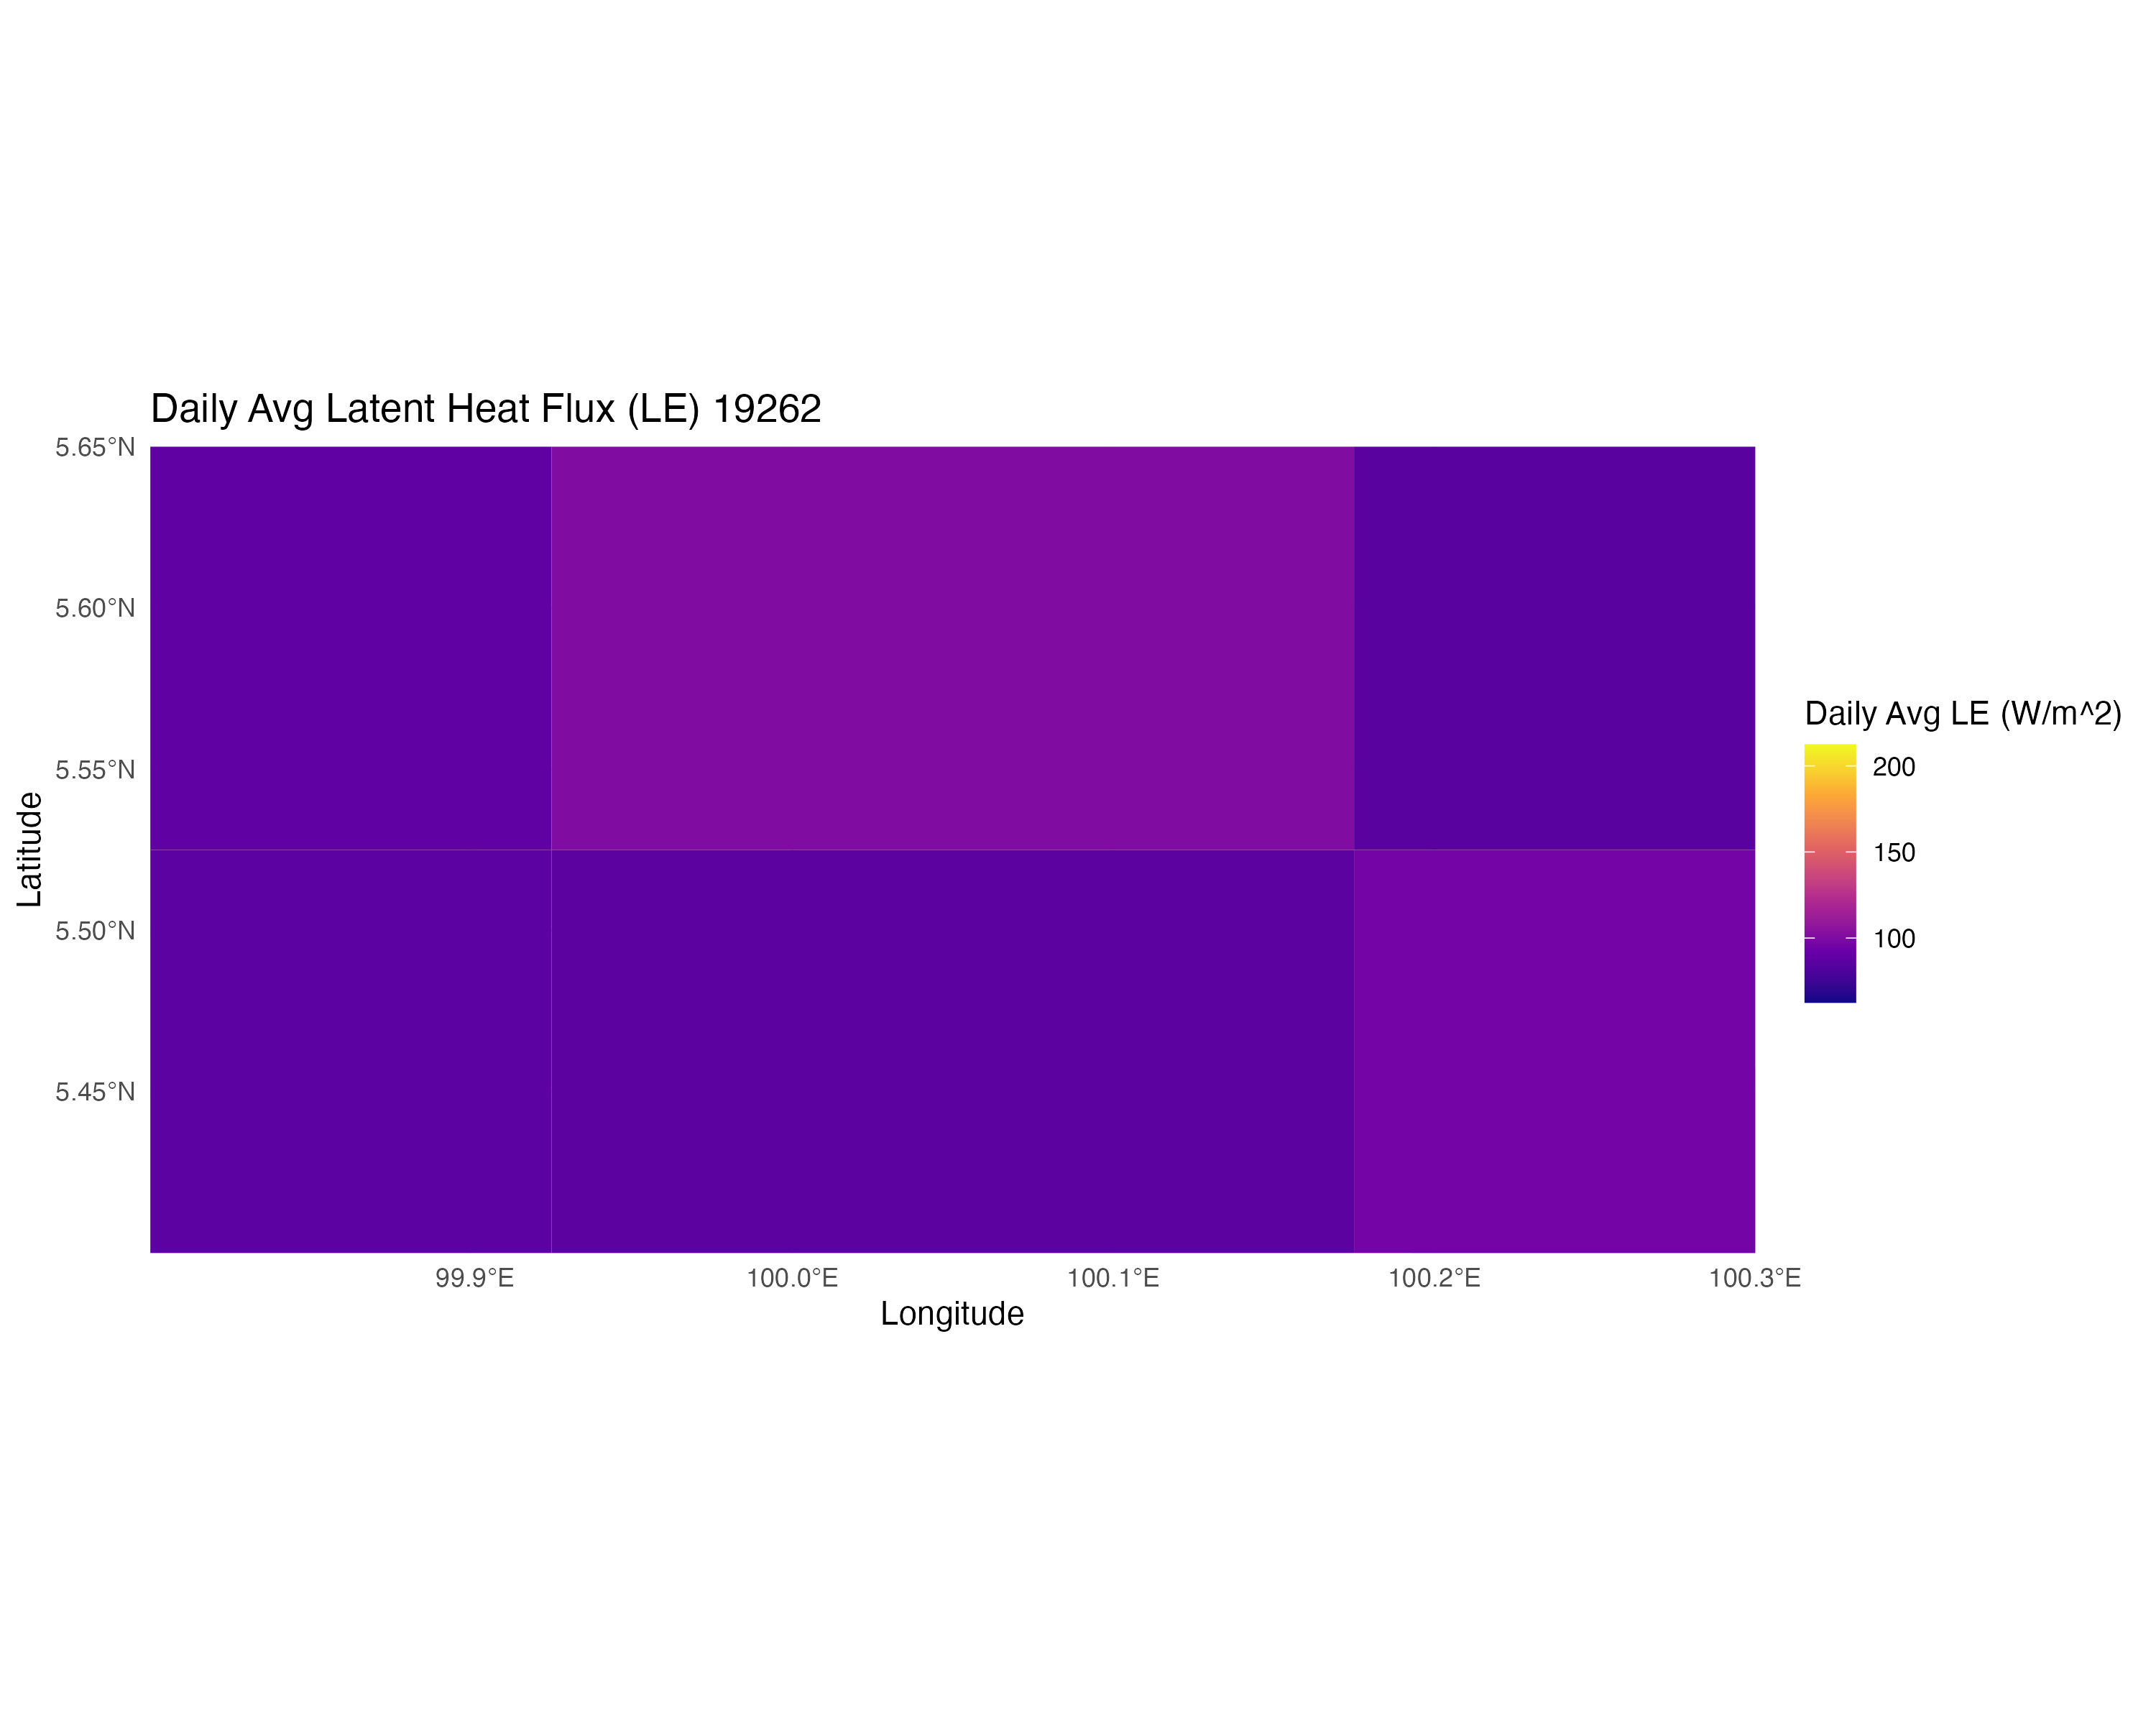 Daily Avg Latent Heat Flux (LE) 19262
5.65°N
5.60°N
5.55°N
5.50°N
5.45°N
Latitude
99.9°E
100.0°E
100.1°E
100.2°E
100.3°E
Longitude
Daily Avg LE (W/m^2)
200
150
100